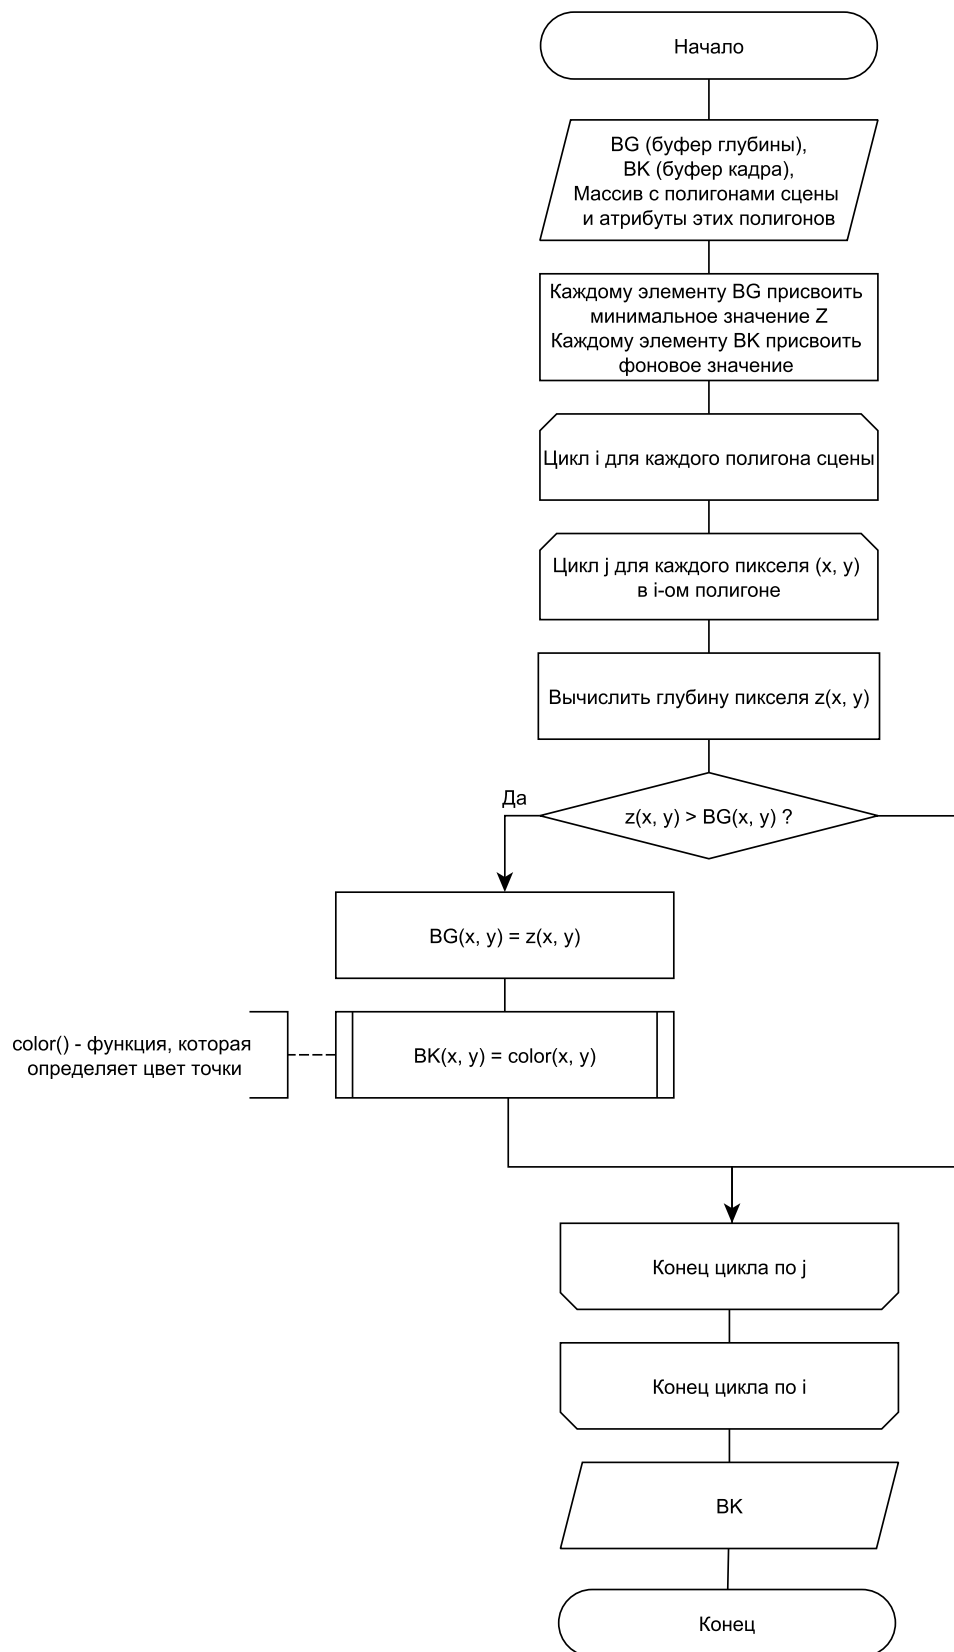 Начало
BG (буфер глубины),
BK (буфер кадра),
Массив с полигонами сцены
и атрибуты этих полигонов
Каждому элементу BG присвоить
минимальное значение Z
Каждому элементу BK присвоить
фоновое значение
Цикл i для каждого полигона сцены
Цикл j для каждого пикселя (x, y)
в i-ом полигоне
Вычислить глубину пикселя z(x, y)
Да
z(x, y) > BG(x, y) ?
BG(x, y) = z(x, y)
color() - функция, которая
определяет цвет точки
BK(x, y) = color(x, y)
Конец цикла по j
Конец цикла по i
BK
Конец